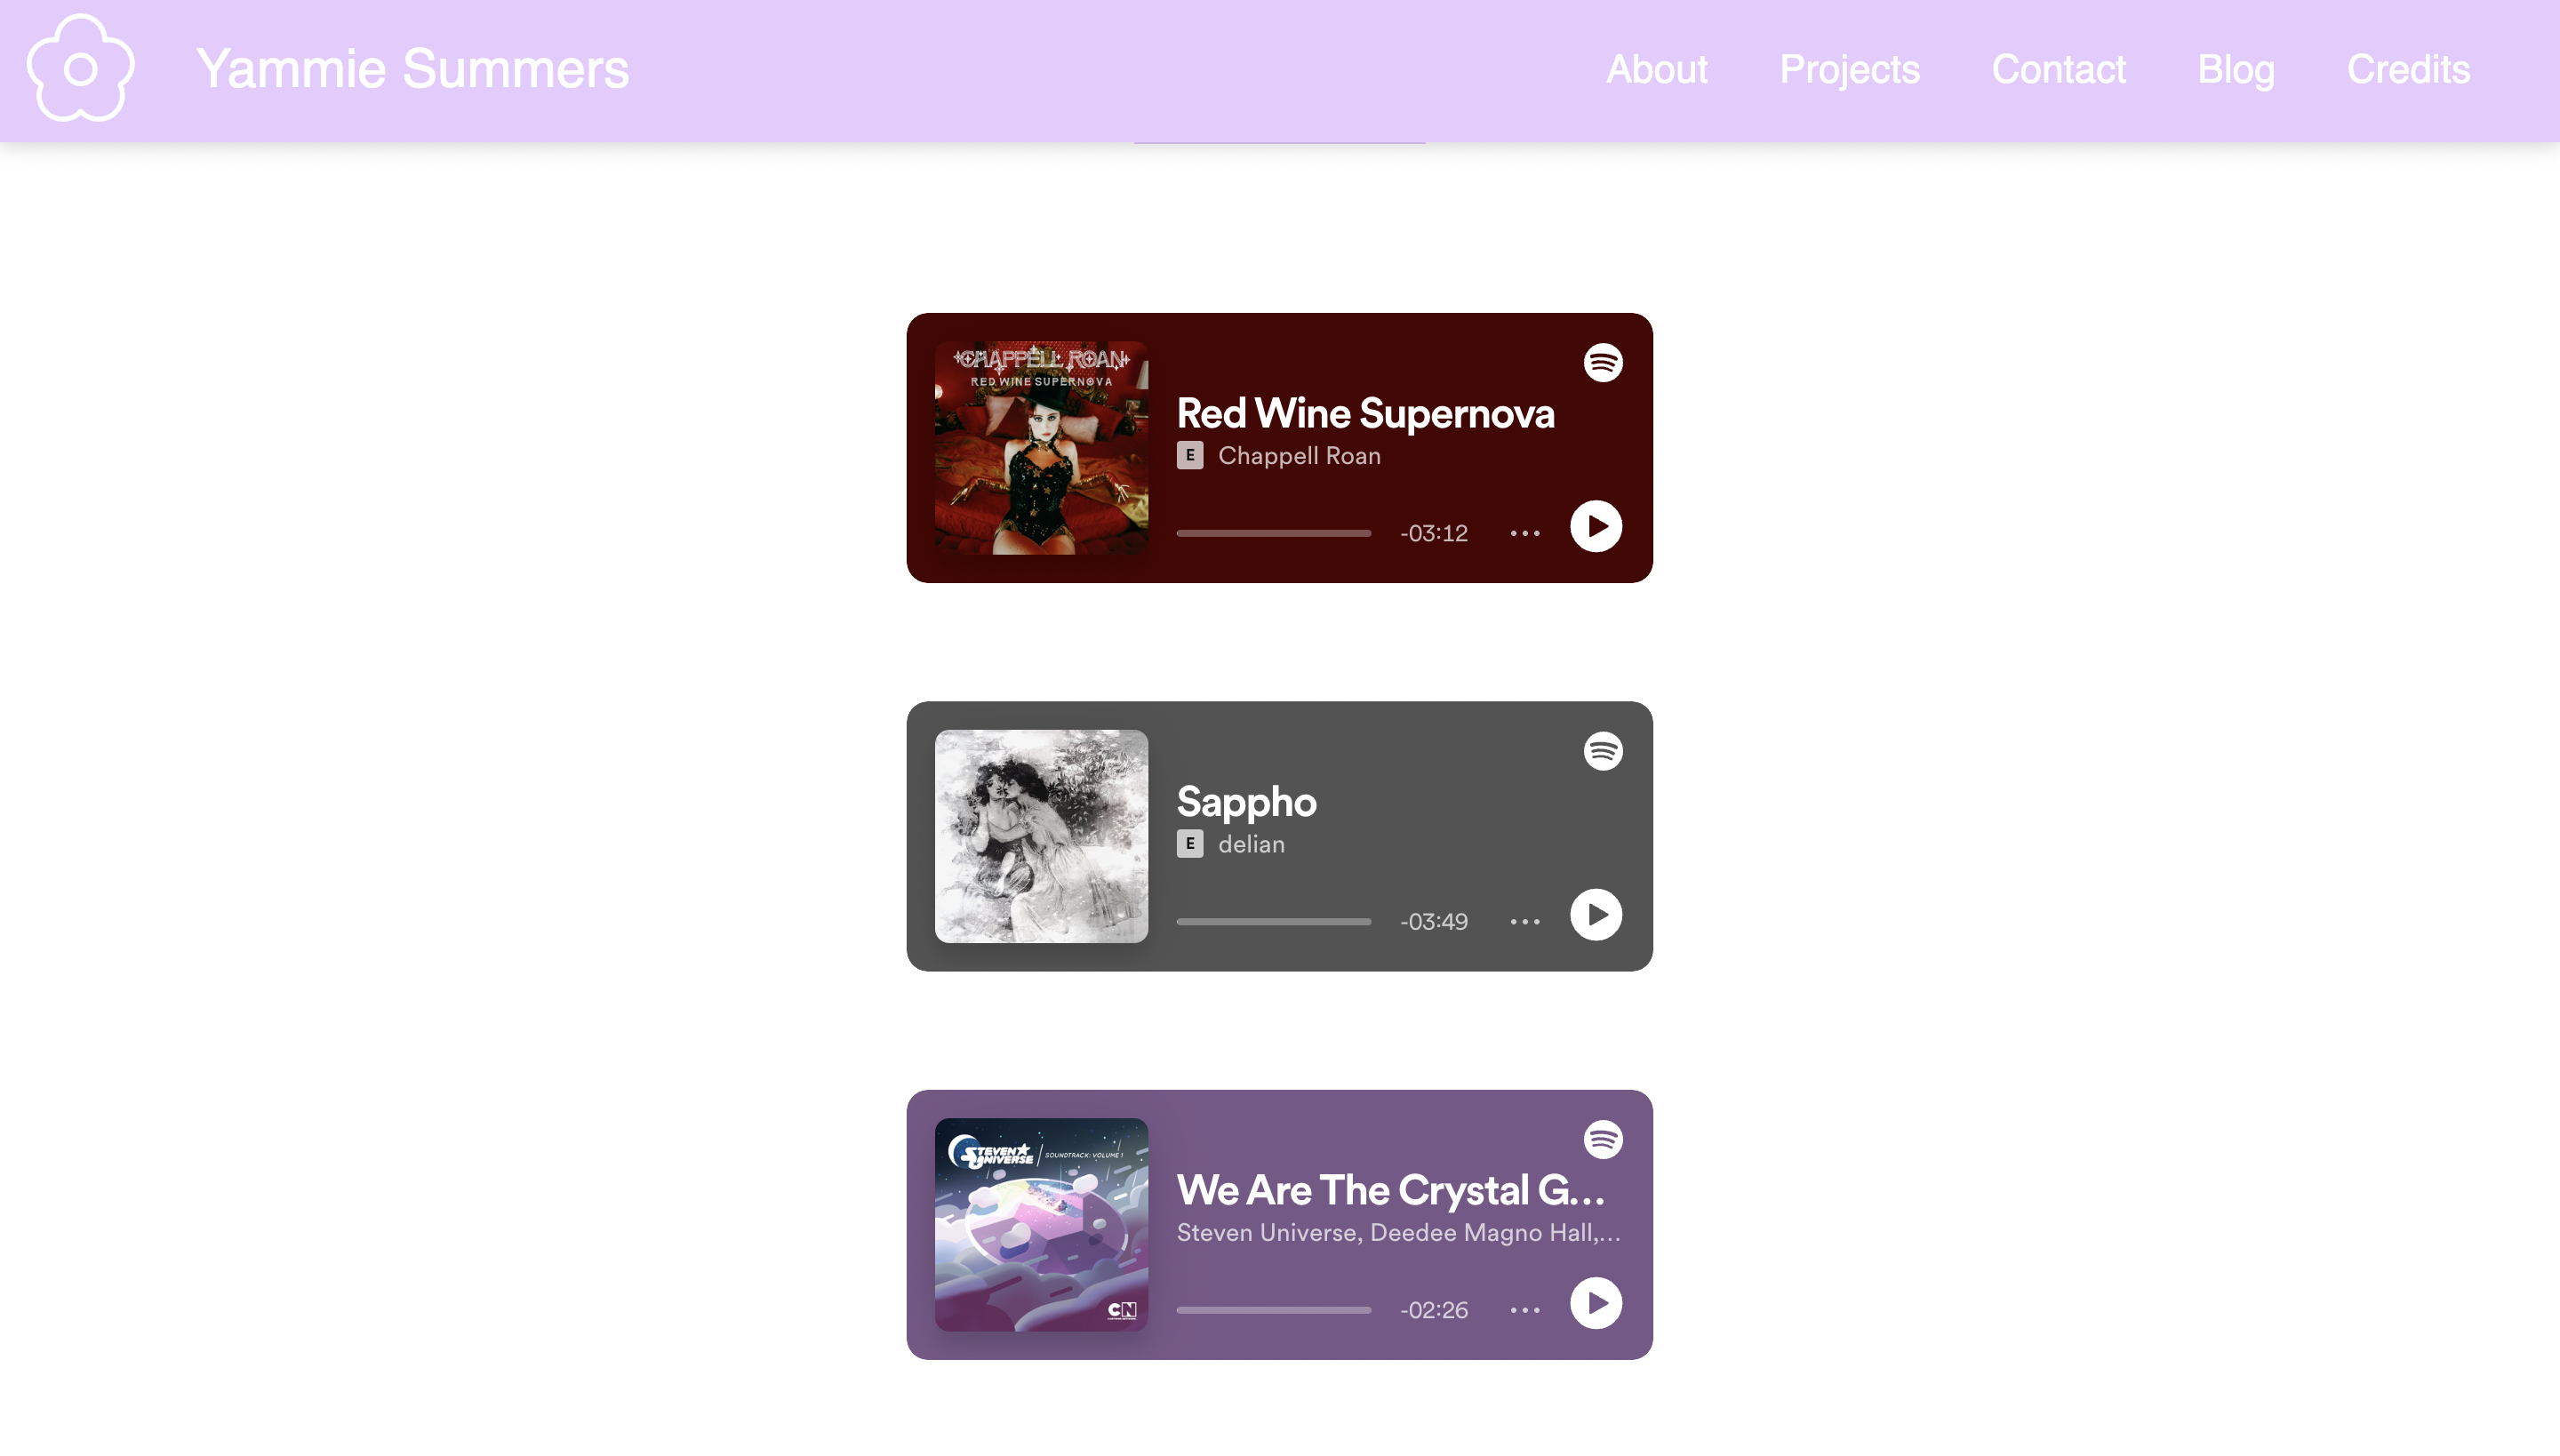 Yammie Summers
About Projects Contact Blog Credits
CHAPPELL ROAN
RED WINE SUPERNOVA
Red Wine Supernova
E Chappell Roan
-03:12
Sappho
E delian
-03:49
STEVEN UNIVERSE / SOUNDTRACK: VOLUME 1
CN
We Are The Crystal G...
Steven Universe, Deedee Magno Hall,...
-02:26